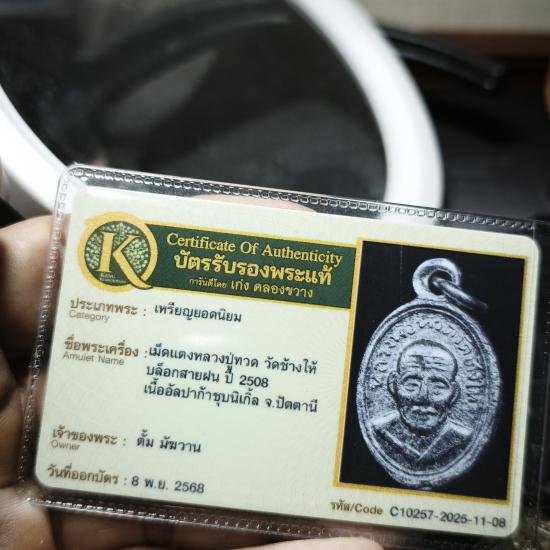 K
Certificate Of Authenticity
บัตรรับรองพระแท้
การันตีโดย เก่ง คลองขวาง
ประเภทพระ : เหรียญยอดนิยม
Category
ชื่อพระเครื่อง : เม็ดแตงหลวงปู่ทวด วัดช้างให้
Amulet Name
บล็อกสายฝน ปี 2508
เนื้ออัลปาก้าชุบนิเกิ้ล จ.ปัตตานี
เจ้าของพระ : ตั้ม มัฆวาน
Owner
วันที่ออกบัตร : 8 พ.ย. 2568
รหัส/Code C10257-2025-11-08